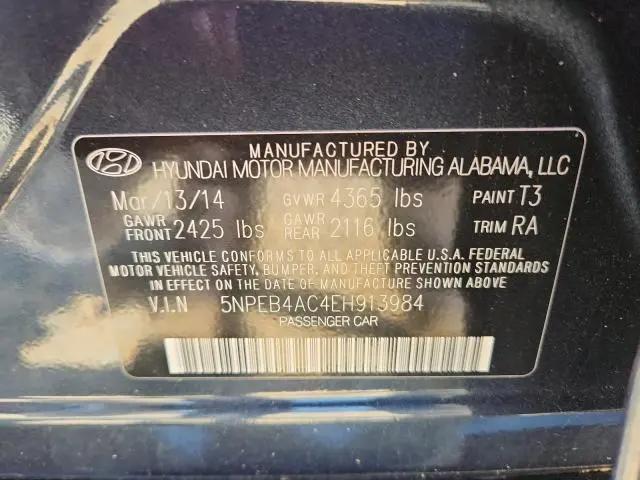 MANUFACTURED BY
HYUNDAI MOTOR MANUFACTURING ALABAMA, LLC
Mar/13/14 GVWR 4365 lbs PAINT T3
GAWR FRONT 2425 lbs GAWR REAR 2116 lbs TRIM RA
THIS VEHICLE CONFORMS TO ALL APPLICABLE U.S.A. FEDERAL
MOTOR VEHICLE SAFETY, BUMPER, AND THEFT PREVENTION STANDARDS
IN EFFECT ON THE DATE OF MANUFACTURE SHOWN ABOVE
V.I.N 5NPEB4AC4EH913984
PASSENGER CAR